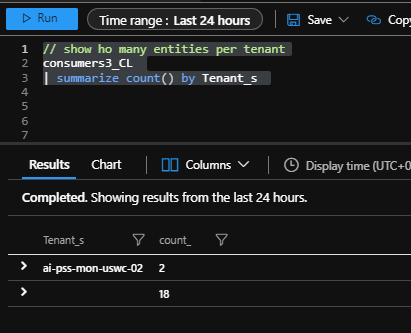 Run
Time range : Last 24 hours
Save
Copy
1 // show ho many entities per tenant
2 consumers3_CL
3 | summarize count() by Tenant_s
4
5
6
7
Results Chart Columns Display time (UTC+0
Completed. Showing results from the last 24 hours.
Tenant_s count_
ai-pss-mon-uswc-02 2
18